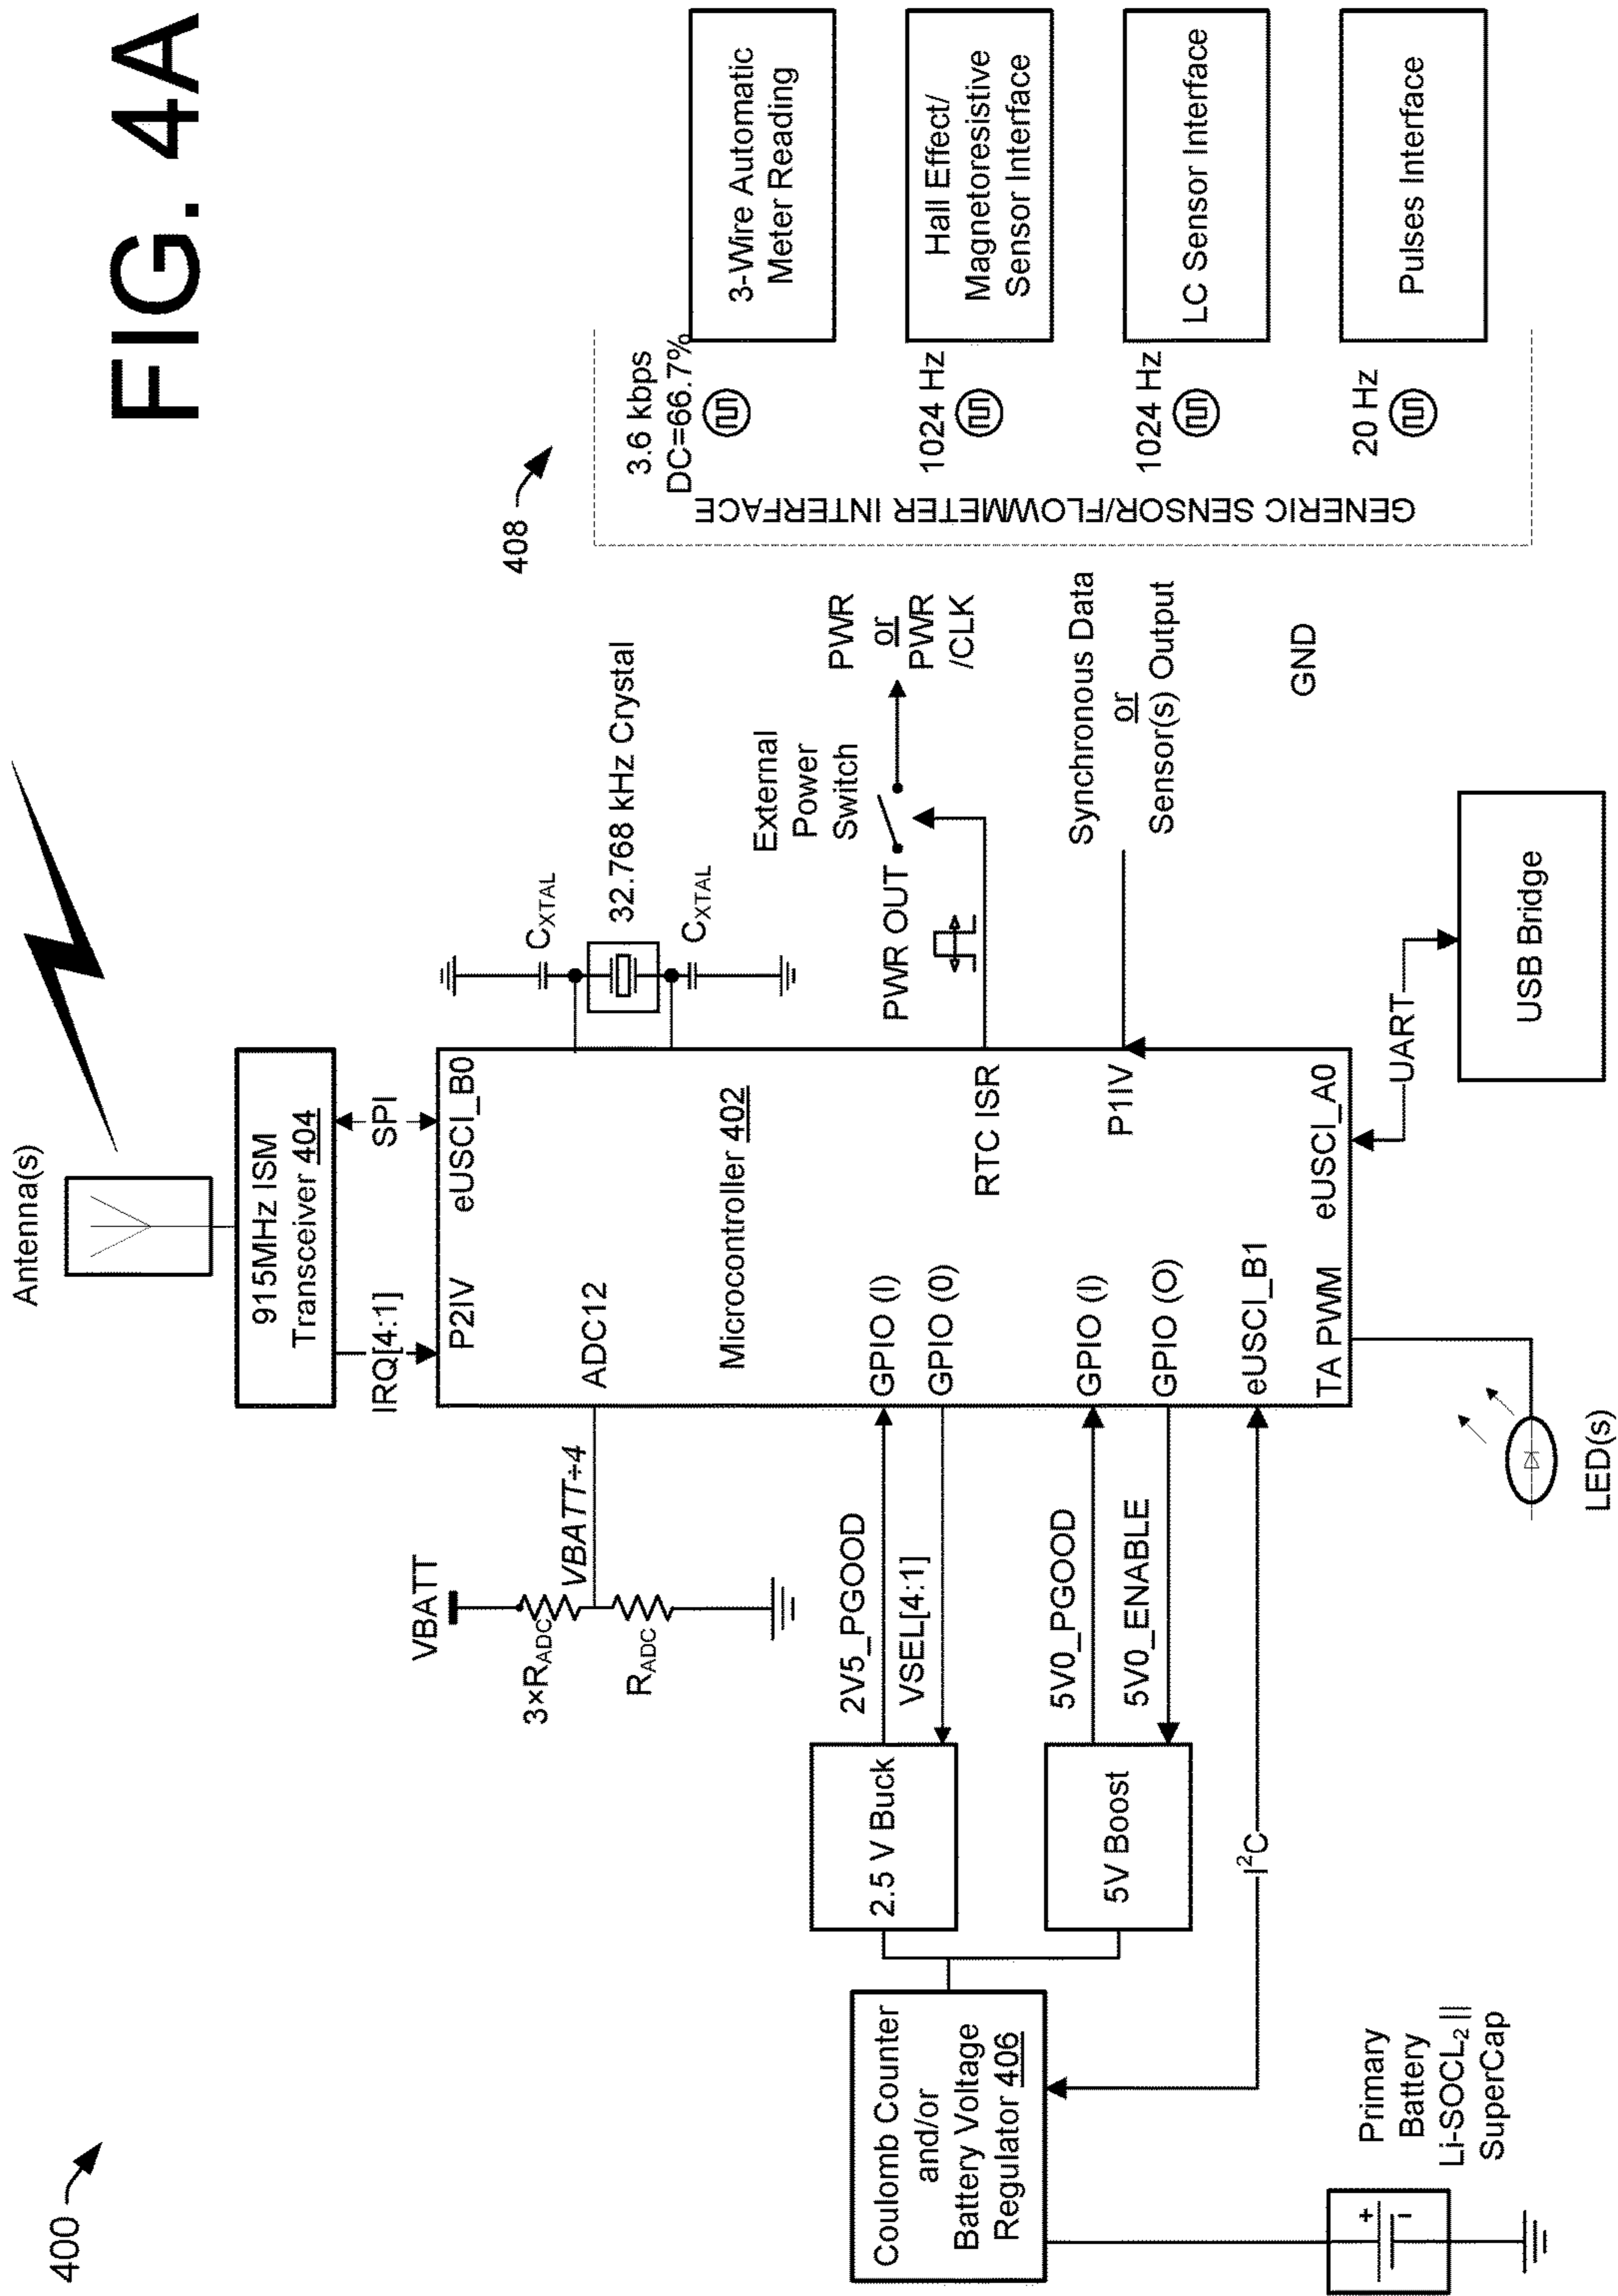 FIG. 4A
400
Antenna(s)
915MHz ISM
Transceiver 404
IRQ[4:1]
SPI
P2IV
eUSCI_B0
ADC12
Microcontroller 402
GPIO (I)
GPIO (0)
GPIO (I)
GPIO (O)
eUSCI_B1
TA PWM
eUSCI_A0
RTC ISR
P1IV
VBATT
3×RADC
RADC
VBATT÷4
2V5_PGOOD
VSEL[4:1]
5V0_PGOOD
5V0_ENABLE
I²C
2.5 V Buck
5V Boost
Coulomb Counter
and/or
Battery Voltage
Regulator 406
Primary
Battery
Li-SOCL₂ ||
SuperCap
+
-
LED(s)
CXTAL
32.768 kHz Crystal
CXTAL
External
Power
Switch
PWR OUT
PWR
or
PWR
/CLK
Synchronous Data
or
Sensor(s) Output
GND
UART
USB Bridge
408
GENERIC SENSOR/FLOWMETER INTERFACE
3.6 kbps
DC=66.7%
3-Wire Automatic
Meter Reading
1024 Hz
Hall Effect/
Magnetoresistive
Sensor Interface
1024 Hz
LC Sensor Interface
20 Hz
Pulses Interface